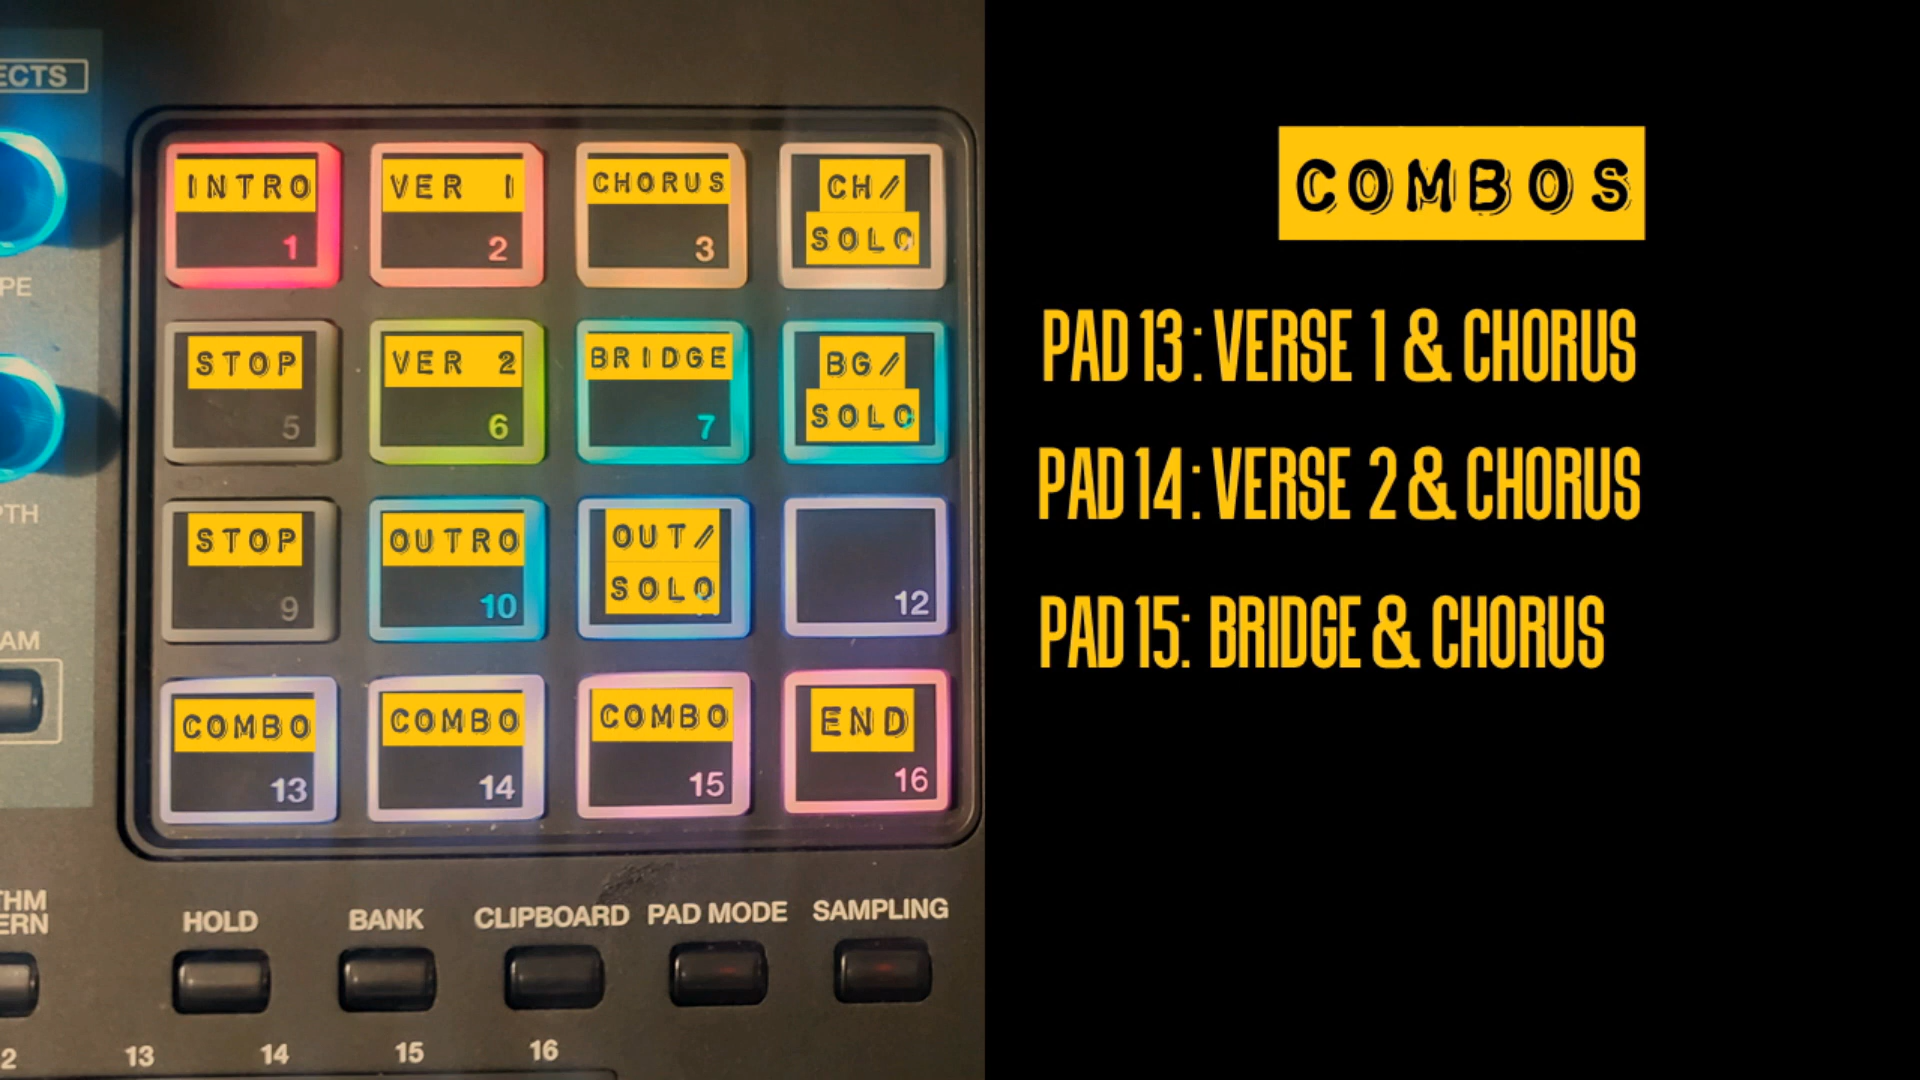 ECTS
INTRO
1
VER 1
2
CHORUS
3
CH/
SOLO
STOP
5
VER 2
6
BRIDGE
7
BG/
SOLO
STOP
9
OUTRO
10
OUT/
SOLO
12
COMBO
13
COMBO
14
COMBO
15
END
16
PE
PTH
AM
THM
ERN
HOLD
BANK
CLIPBOARD
PAD MODE
SAMPLING
2
13
14
15
16
COMBOS
PAD 13: VERSE 1 & CHORUS
PAD 14: VERSE 2 & CHORUS
PAD 15: BRIDGE & CHORUS